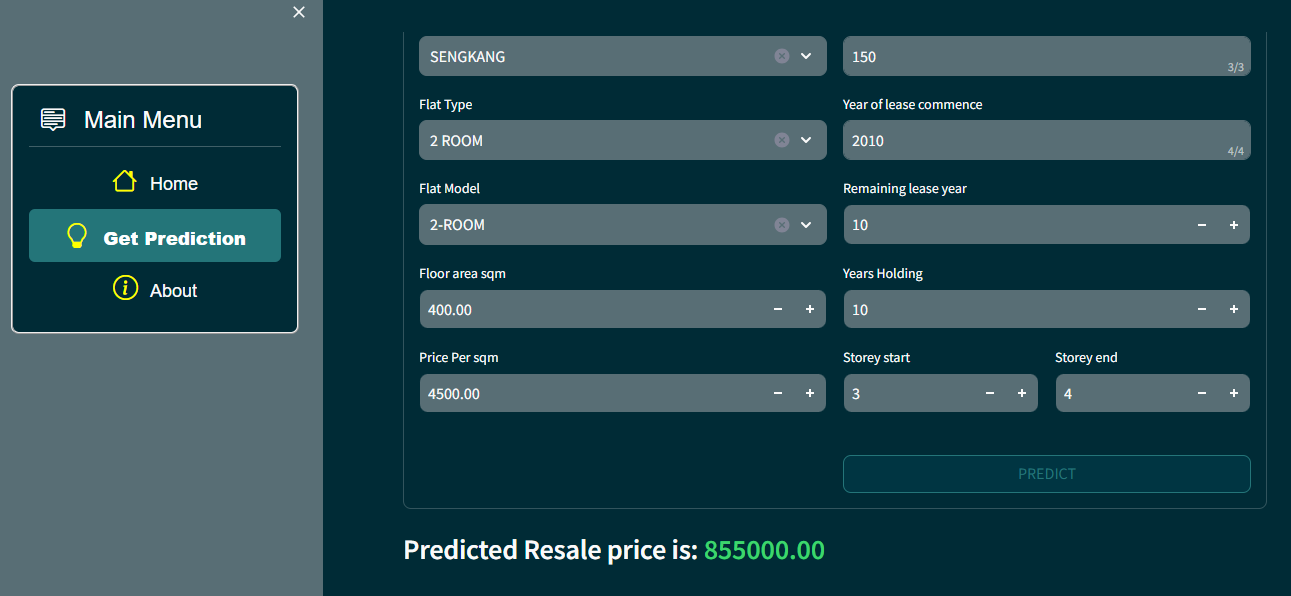 Main Menu
Home
Get Prediction
About
SENGKANG
150
3/3
Flat Type
Year of lease commence
2 ROOM
2010
4/4
Flat Model
Remaining lease year
2-ROOM
10
Floor area sqm
Years Holding
400.00
10
Price Per sqm
Storey start
Storey end
4500.00
3
4
PREDICT
Predicted Resale price is: 855000.00